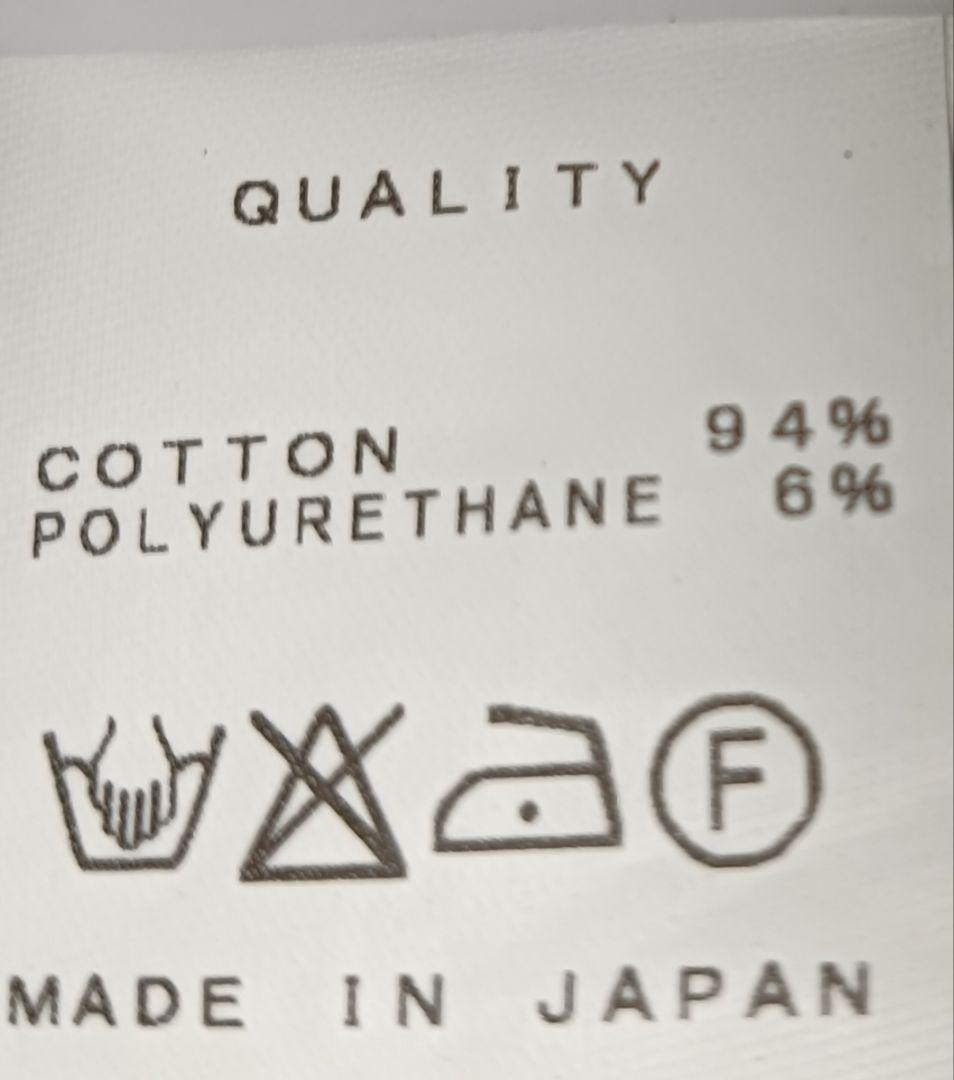 QUALITY
COTTON 94%
POLYURETHANE 6%
F
MADE IN JAPAN